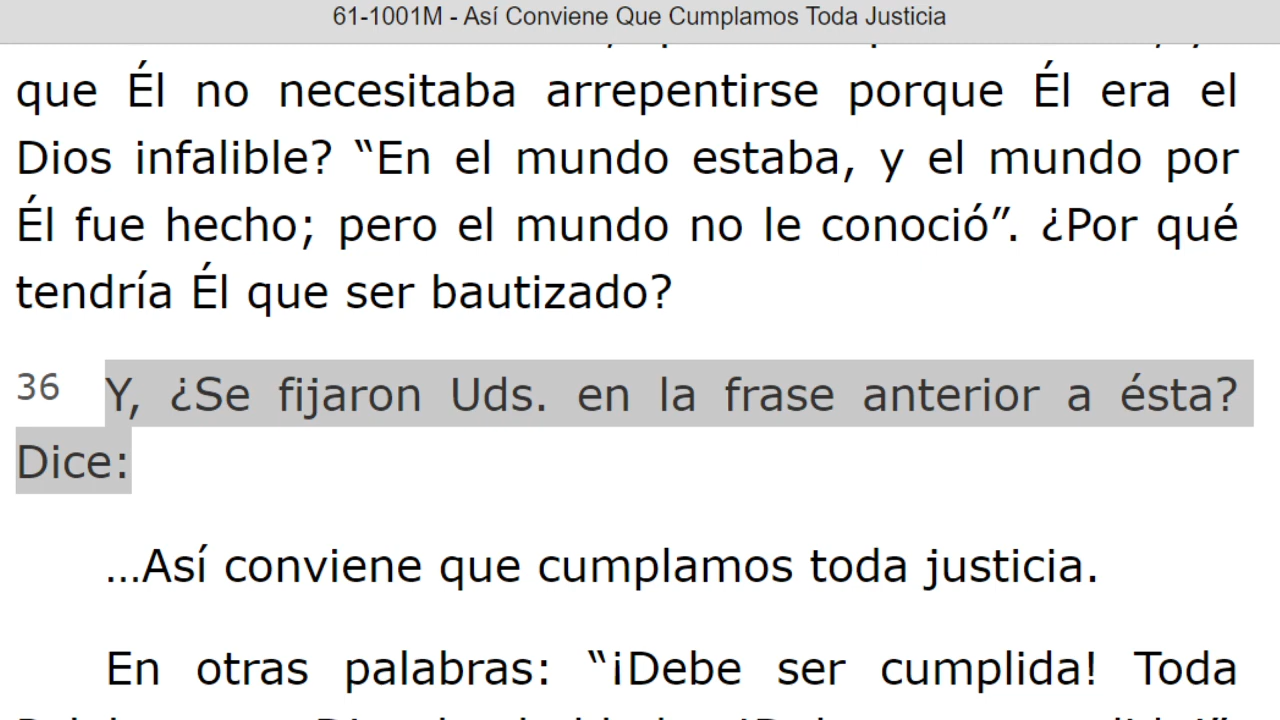 61-1001M - Así Conviene Que Cumplamos Toda Justicia
que Él no necesitaba arrepentirse porque Él era el
Dios infalible? “En el mundo estaba, y el mundo por
Él fue hecho; pero el mundo no le conoció”. ¿Por qué
tendría Él que ser bautizado?
36 Y, ¿Se fijaron Uds. en la frase anterior a ésta?
Dice:
…Así conviene que cumplamos toda justicia.
En otras palabras: “¡Debe ser cumplida! Toda